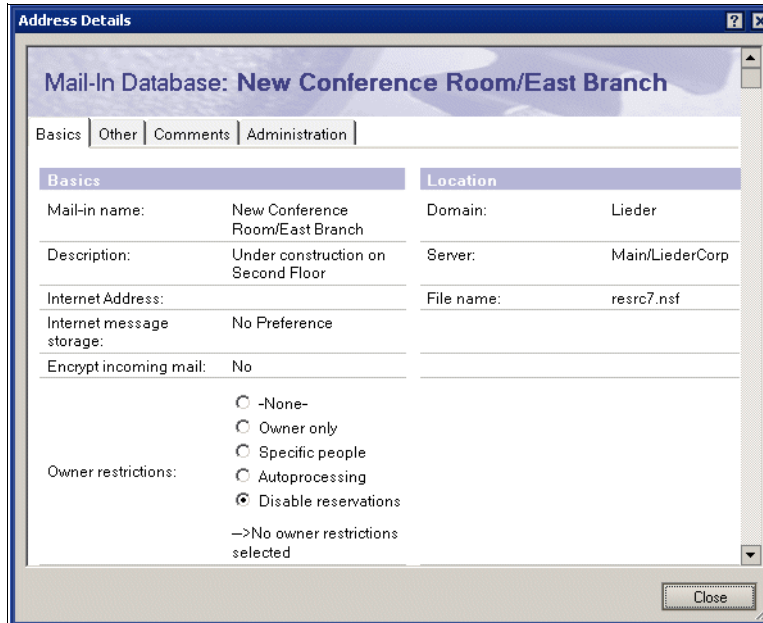 Address Details
Mail-In Database: New Conference Room/East Branch
Basics Other Comments Administration
Basics
Mail-in name: New Conference
Room/East Branch
Description: Under construction on
Second Floor
Internet Address:
Internet message
storage: No Preference
Encrypt incoming mail: No
Owner restrictions:
-None-
Owner only
Specific people
Autoprocessing
Disable reservations
-->No owner restrictions
selected
Location
Domain: Lieder
Server: Main/LiederCorp
File name: resrc7.nsf
Close